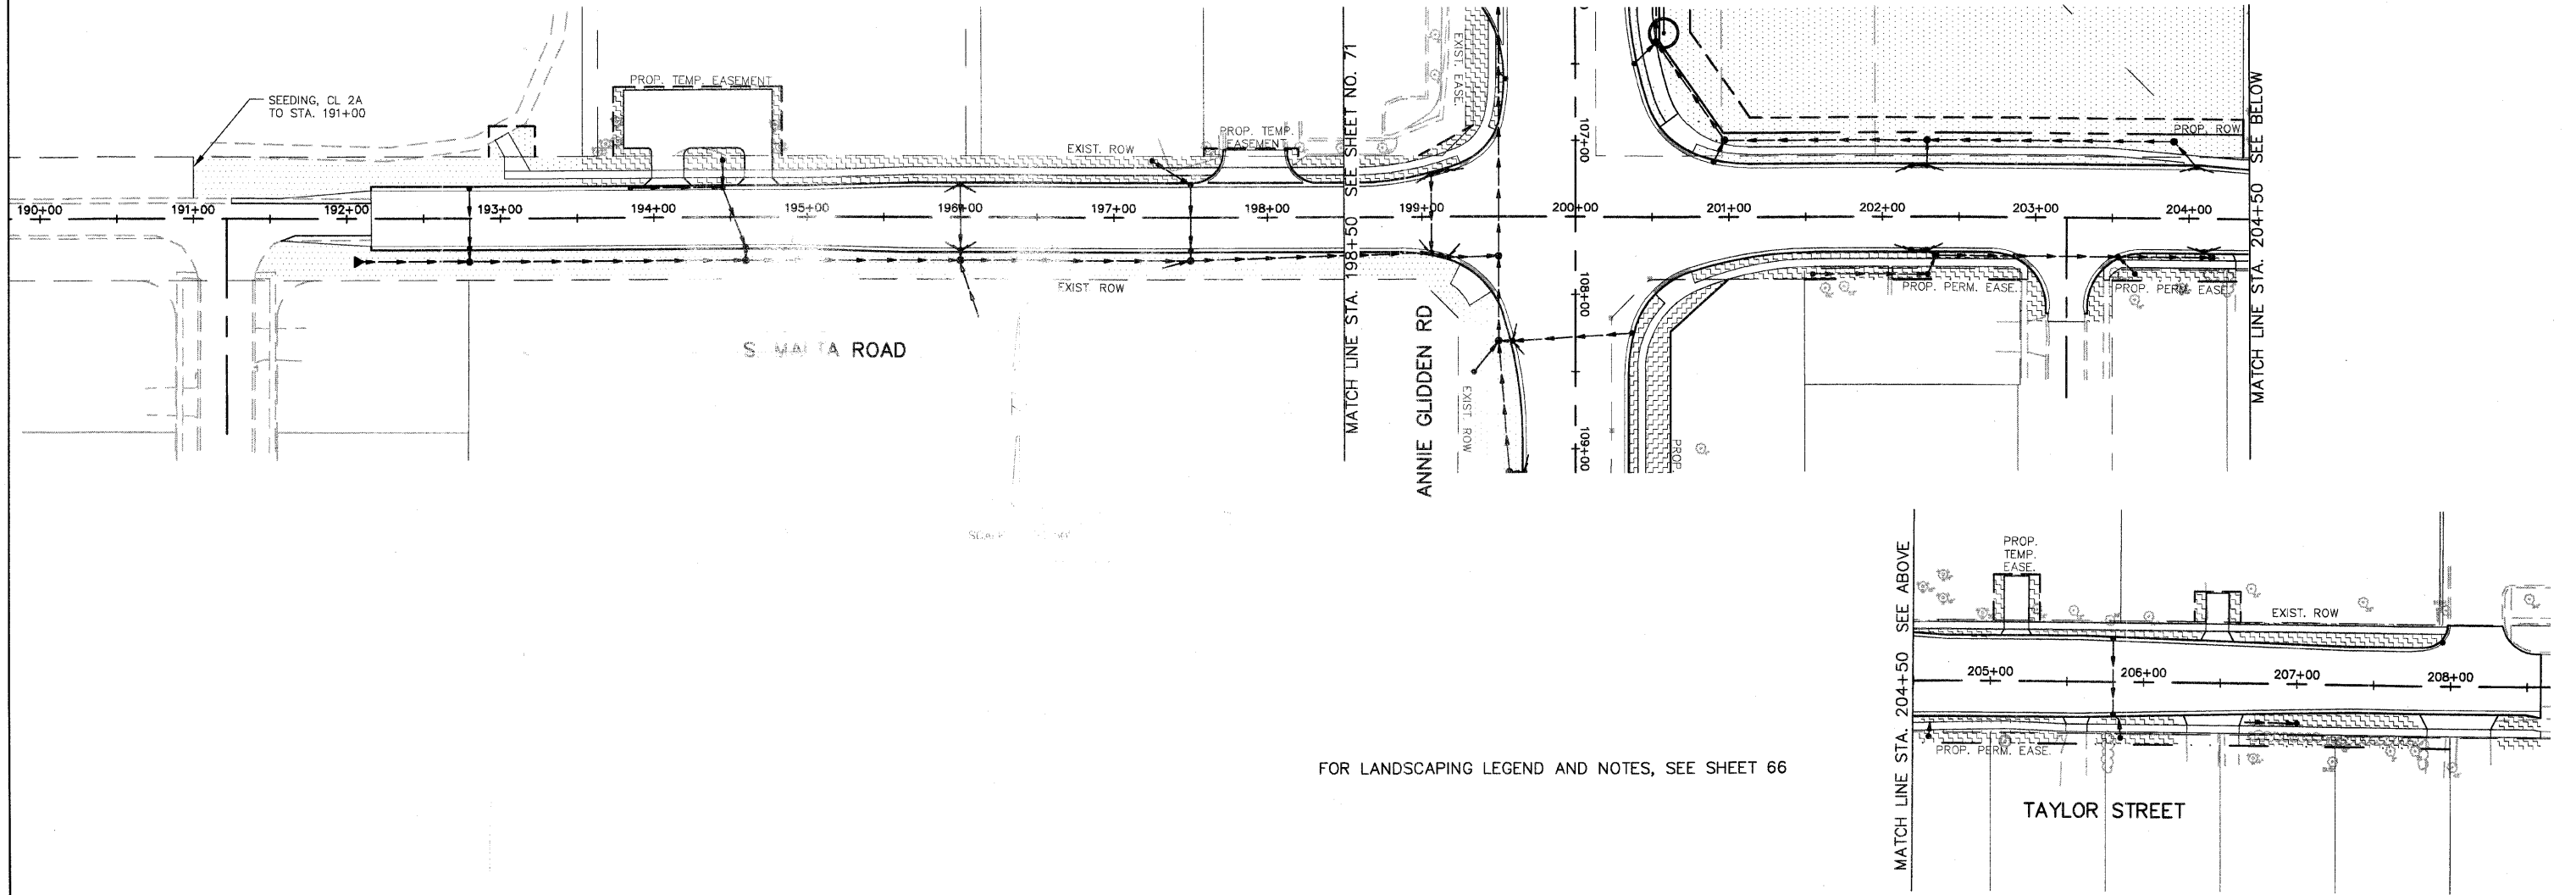 SEEDING, CL 2A
TO STA. 191+00
PROP. TEMP. EASEMENT
EXIST. ROW
PROP. TEMP.
EASEMENT
EXIST. EASE.
PROP. ROW
190+00
191+00
192+00
193+00
194+00
195+00
196+00
197+00
198+00
199+00
200+00
201+00
202+00
203+00
204+00
107+00
108+00
109+00
EXIST ROW
S. MALTA ROAD
MATCH LINE STA. 198+50 SEE SHEET NO. 71
ANNIE GLIDDEN RD
EXIST. ROW
PROP.
PROP. PERM. EASE.
PROP. PERM. EASE.
MATCH LINE STA. 204+50 SEE BELOW
MATCH LINE STA. 204+50 SEE ABOVE
PROP.
TEMP.
EASE.
EXIST. ROW
205+00
206+00
207+00
208+00
PROP. PERM. EASE.
TAYLOR STREET
FOR LANDSCAPING LEGEND AND NOTES, SEE SHEET 66